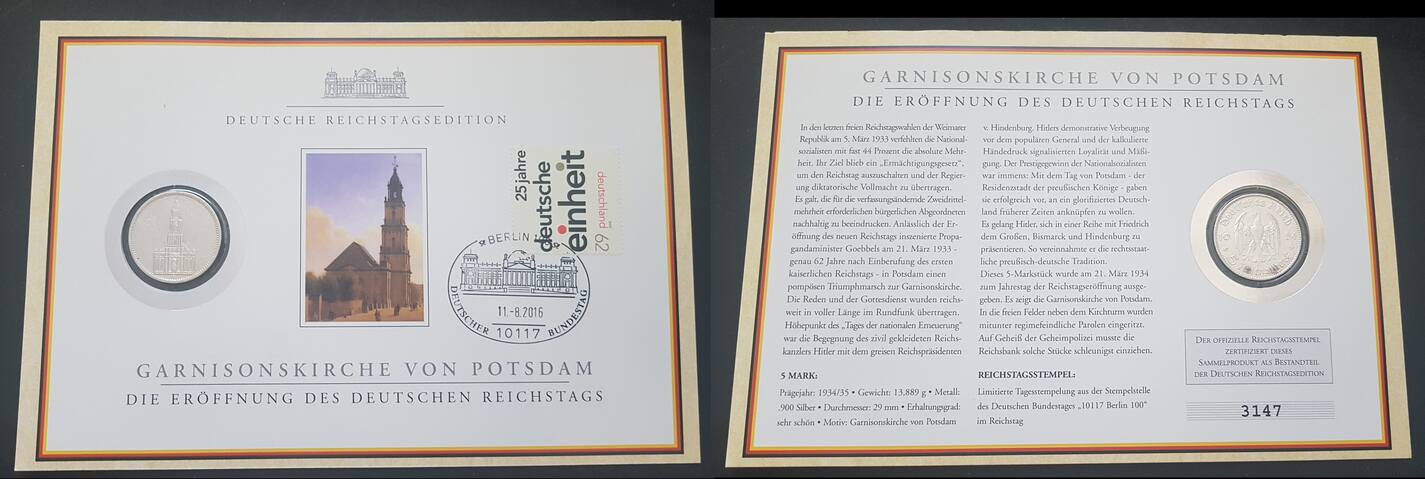 DEUTSCHE REICHSTAGSEDITION
25 jahre
deutsche
einheit
deutschland
62
BERLIN
11.-8.2016
DEUTSCHER 10117 BUNDESTAG
GARNISONSKIRCHE VON POTSDAM
DIE ERÖFFNUNG DES DEUTSCHEN REICHSTAGS
GARNISONSKIRCHE VON POTSDAM
DIE ERÖFFNUNG DES DEUTSCHEN REICHSTAGS
In den letzten freien Reichstagswahlen der Weimarer
Republik am 5. März 1933 verfehlten die National-
sozialisten mit fast 44 Prozent die absolute Mehr-
heit. Ihr Ziel blieb ein „Ermächtigungsgesetz",
um den Reichstag auszuschalten und der Regier-
ung diktatorische Vollmacht zu übertragen.
Es galt, die für die verfassungsändernde Zweidrittel-
mehrheit erforderlichen bürgerlichen Abgeordneten
nachhaltig zu beeindrucken. Anlässlich der Er-
öffnung des neuen Reichstags inszenierte Propa-
gandaminister Goebbels am 21. März 1933 -
genau 62 Jahre nach Einberufung des ersten
kaiserlichen Reichstags - in Potsdam einen
pompösen Triumphmarsch zur Garnisonskirche.
Die Reden und der Gottesdienst wurden reichs-
weit in voller Länge im Rundfunk übertragen.
Höhepunkt des „Tages der nationalen Erneuerung"
war die Begegnung des zivil gekleideten Reichs-
kanzlers Hitler mit dem greisen Reichspräsidenten
v. Hindenburg. Hitlers demonstrative Verbeugung
vor dem populären General und der kalkulierte
Händedruck signalisierten Loyalität und Mäßi-
gung. Der Prestigegewinn der Nationalsozialisten
war immens: Mit dem Tag von Potsdam - der
Residenzstadt der preußischen Könige - gaben
sie erfolgreich vor, an ein glorifiziertes Deutsch-
land früherer Zeiten anknüpfen zu wollen.
Es gelang Hitler, sich in einer Reihe mit Friedrich
dem Großen, Bismarck und Hindenburg zu
präsentieren. So vereinnahmte er die rechtsstaat-
liche preußisch-deutsche Tradition.
Dieses 5-Markstück wurde am 21. März 1934
zum Jahrestag der Reichstagseröffnung ausge-
geben. Es zeigt die Garnisonskirche von Potsdam.
In die freien Felder neben dem Kirchturm wurden
mitunter regimefeindliche Parolen eingeritzt.
Auf Geheiß der Geheimpolizei musste die
Reichsbank solche Stücke schleunigst einziehen.
5 MARK:
Prägejahr: 1934/35 • Gewicht: 13,889 g • Metall:
.900 Silber • Durchmesser: 29 mm • Erhaltungsgrad:
sehr schön • Motiv: Garnisonskirche von Potsdam
REICHSTAGSSTEMPEL:
Limitierte Tagesstempelung aus der Stempelstelle
des Deutschen Bundestages „10117 Berlin 100"
im Reichstag
DER OFFIZIELLE REICHSTAGSSTEMPEL
ZERTIFIZIERT DIESES
SAMMELPRODUKT ALS BESTANDTEIL
DER DEUTSCHEN REICHSTAGSEDITION
3147